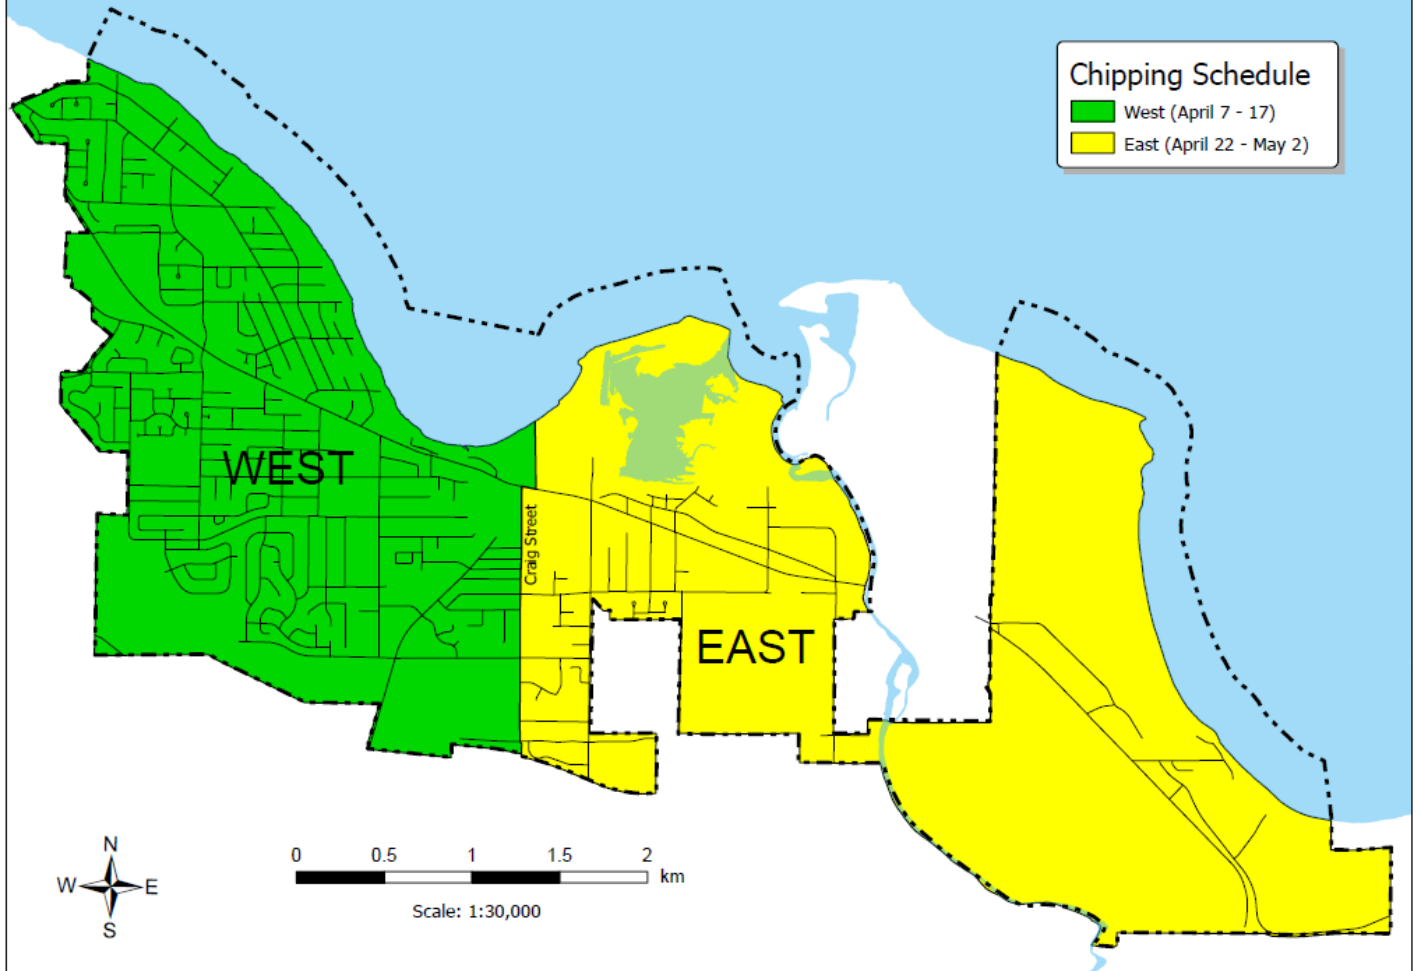 Chipping Schedule
West (April 7 - 17)
East (April 22 - May 2)
WEST
Craig Street
EAST
N
W E
S
0 0.5 1 1.5 2
km
Scale: 1:30,000